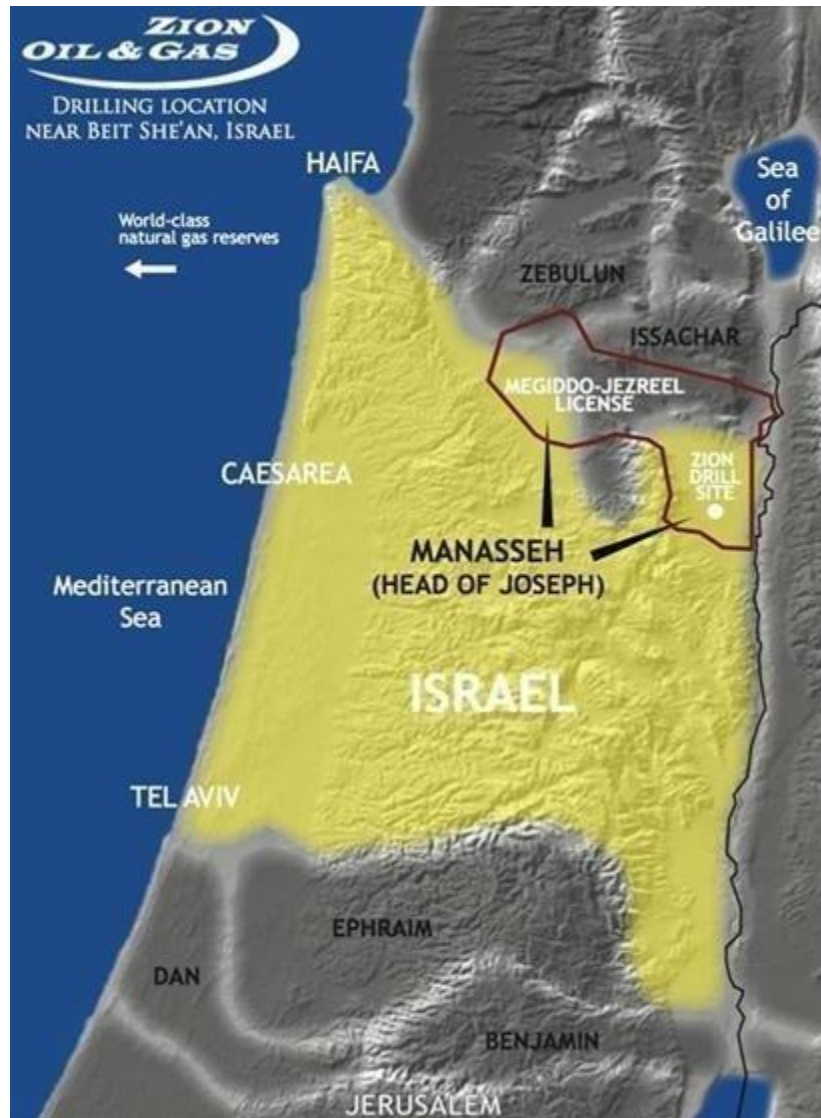 ZION
OIL & GAS
DRILLING LOCATION
NEAR BEIT SHE'AN, ISRAEL
HAIFA
Sea
of
Galilee
World-class
natural gas reserves
ZEBULUN
ISSACHAR
MEGIDDO-JEZREEL
LICENSE
CAESAREA
ZION
DRILL
SITE
MANASSEH
(HEAD OF JOSEPH)
Mediterranean
Sea
ISRAEL
TEL AVIV
EPHRAIM
DAN
BENJAMIN
JERUSALEM